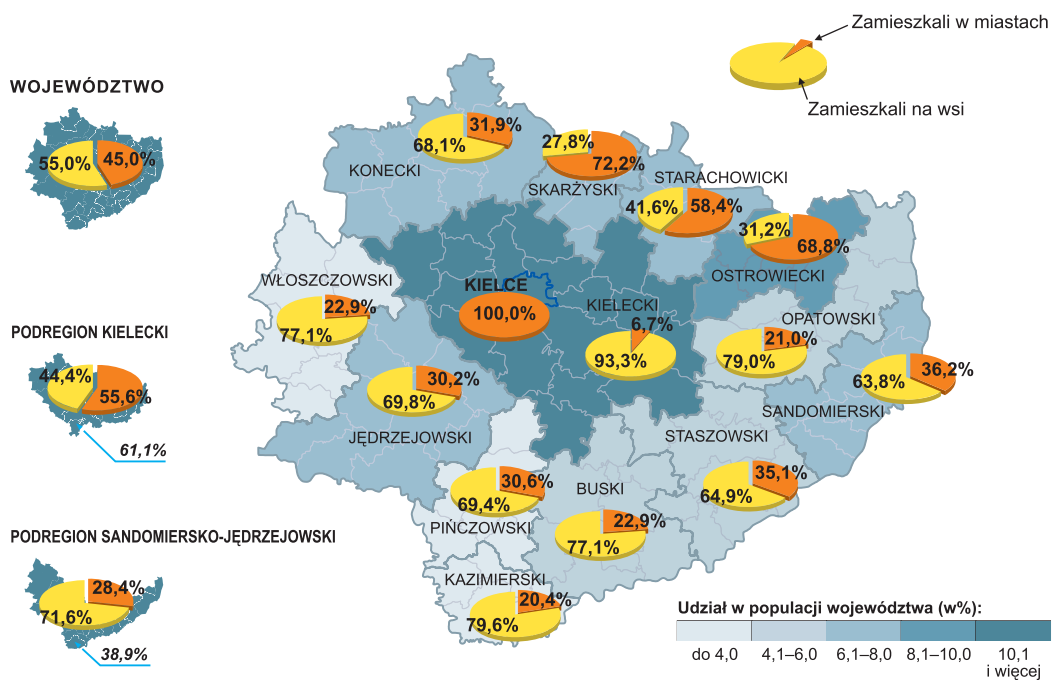 Zamieszkali w miastach
Zamieszkali na wsi
WOJEWÓDZTWO
55,0%
45,0%
PODREGION KIELECKI
44,4%
55,6%
61,1%
PODREGION SANDOMIERSKO-JĘDRZEJOWSKI
28,4%
71,6%
38,9%
31,9%
68,1%
KONECKI
27,8%
72,2%
SKARŻYSKI
STARACHOWICKI
41,6%
58,4%
31,2%
68,8%
OSTROWIECKI
WŁOSZCZOWSKI
22,9%
77,1%
KIELCE
100,0%
KIELECKI
6,7%
93,3%
OPATOWSKI
21,0%
79,0%
36,2%
63,8%
SANDOMIERSKI
30,2%
69,8%
JĘDRZEJOWSKI
STASZOWSKI
35,1%
64,9%
30,6%
69,4%
PIŃCZOWSKI
BUSKI
22,9%
77,1%
KAZIMIERSKI
20,4%
79,6%
Udział w populacji województwa (w%):
do 4,0
4,1–6,0
6,1–8,0
8,1–10,0
10,1
i więcej